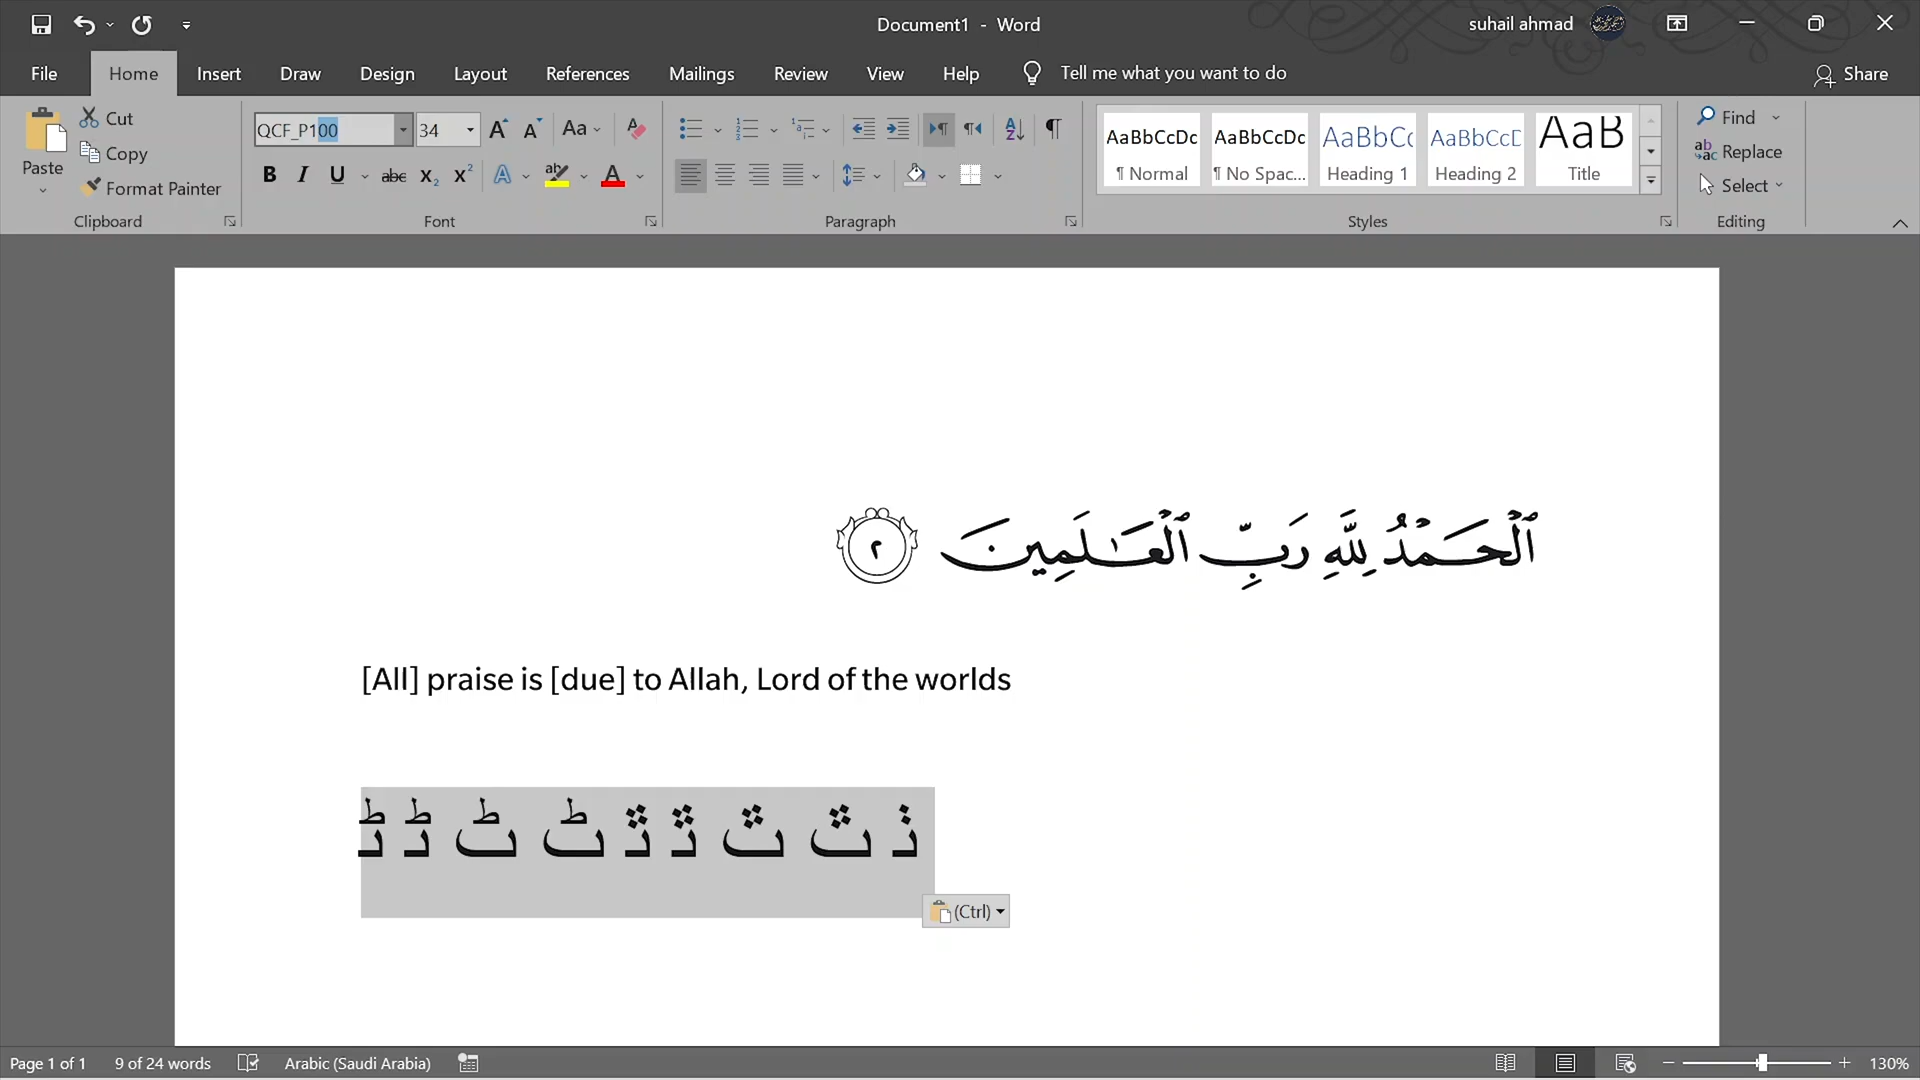 Document1 - Word
suhail ahmad
File Home Insert Draw Design Layout References Mailings Review View Help Tell me what you want to do Share
Paste Cut Copy Format Painter
QCF_P100 34
AaBbCcDc ¶ Normal
AaBbCcDc ¶ No Spac...
AaBbCc Heading 1
AaBbCcD Heading 2
AaB Title
Find
Replace
Select
Clipboard Font Paragraph Styles Editing
ٱلۡحَمۡدُ لِلَّهِ رَبِّ ٱلۡعَـٰلَمِينَ ٢
[All] praise is [due] to Allah, Lord of the worlds
ﭛ ﭚ ﭙ ﭘ
(Ctrl)
Page 1 of 1 9 of 24 words Arabic (Saudi Arabia) 130%